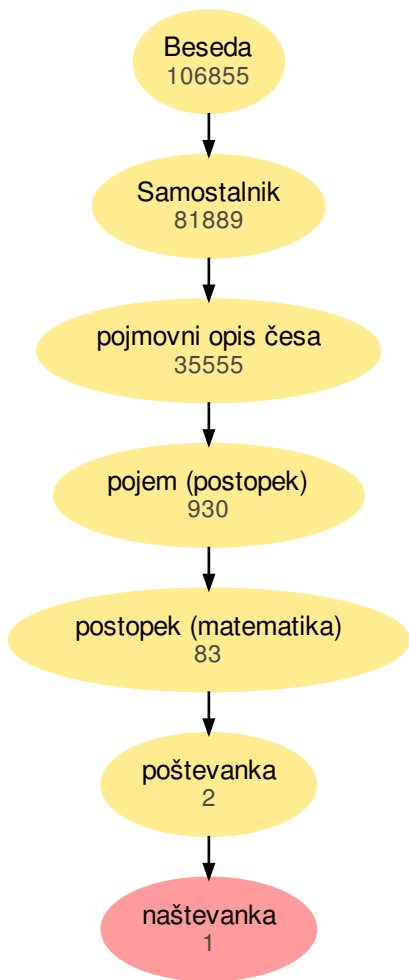 Beseda
106855
Samostalnik
81889
pojmovni opis česa
35555
pojem (postopek)
930
postopek (matematika)
83
poštevanka
2
naštevanka
1